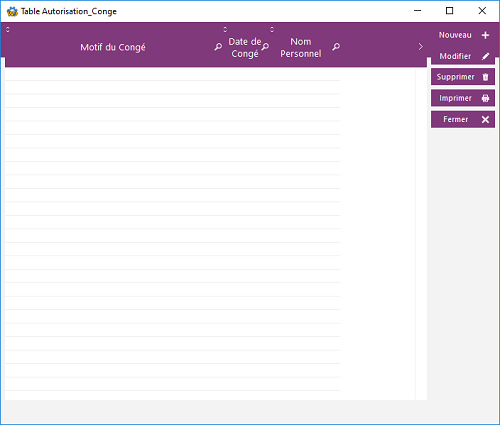 Table Autorisation_Conge
Motif du Congé
Date de
Congé
Nom
Personnel
Nouveau
Modifier
Supprimer
Imprimer
Fermer